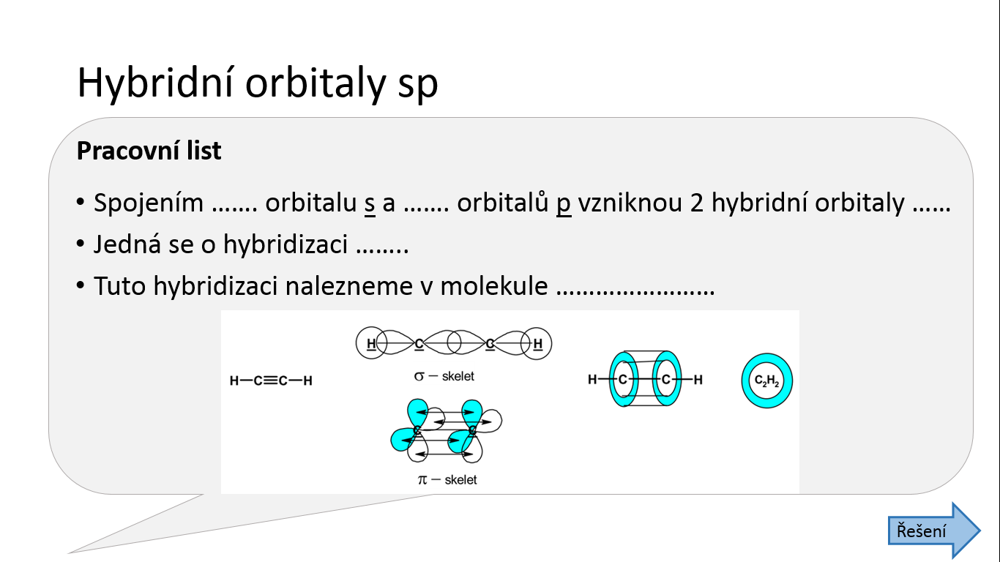 Hybridní orbitaly sp
Pracovní list
• Spojením ……. orbitalu s a ……. orbitalů p vzniknou 2 hybridní orbitaly ……
• Jedná se o hybridizaci ……..
• Tuto hybridizaci nalezneme v molekule ……………………
H C C H
σ – skelet
H–C≡C–H
H–C–C–H
C₂H₂
C C
π – skelet
Řešení